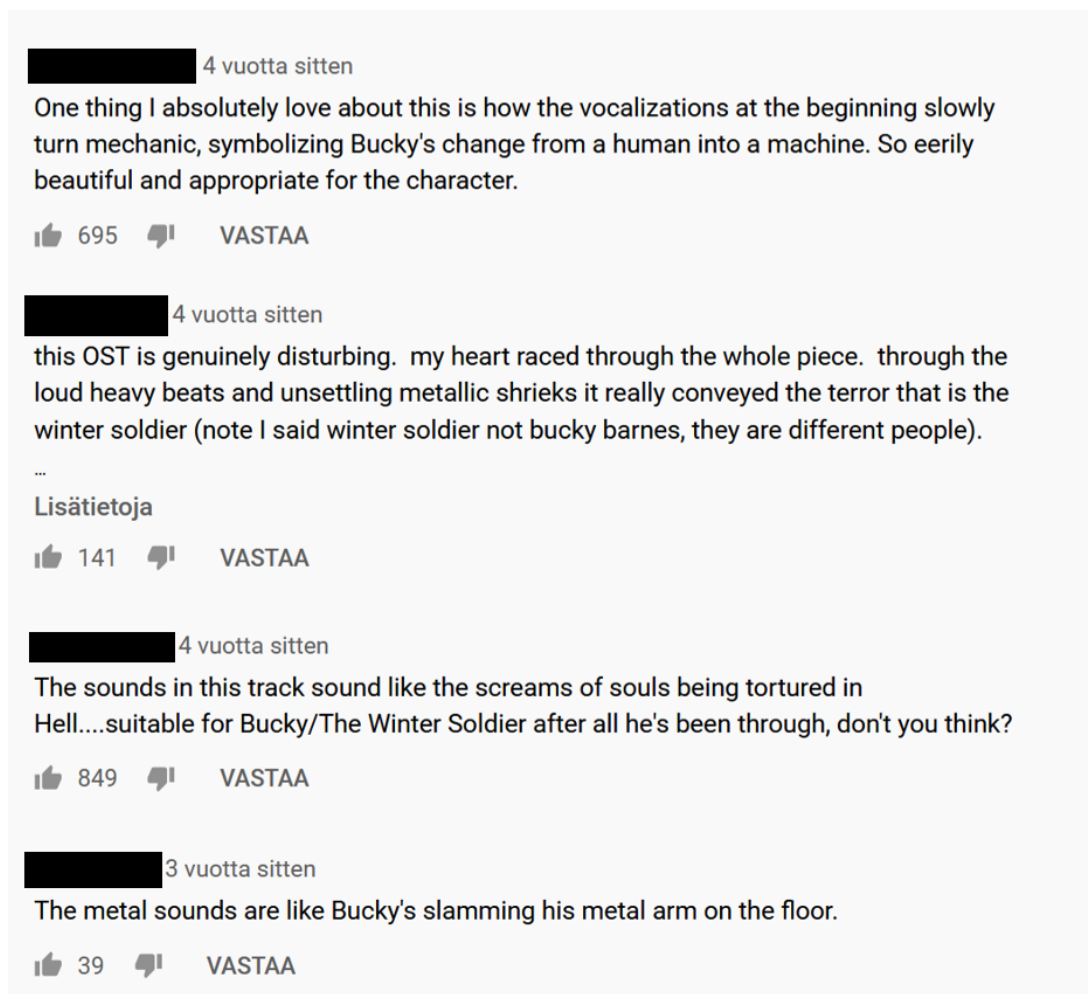 4 vuotta sitten
One thing I absolutely love about this is how the vocalizations at the beginning slowly
turn mechanic, symbolizing Bucky's change from a human into a machine. So eerily
beautiful and appropriate for the character.
695 VASTAA
4 vuotta sitten
this OST is genuinely disturbing.  my heart raced through the whole piece.  through the
loud heavy beats and unsettling metallic shrieks it really conveyed the terror that is the
winter soldier (note I said winter soldier not bucky barnes, they are different people).
...
Lisätietoja
141 VASTAA
4 vuotta sitten
The sounds in this track sound like the screams of souls being tortured in
Hell....suitable for Bucky/The Winter Soldier after all he's been through, don't you think?
849 VASTAA
3 vuotta sitten
The metal sounds are like Bucky's slamming his metal arm on the floor.
39 VASTAA